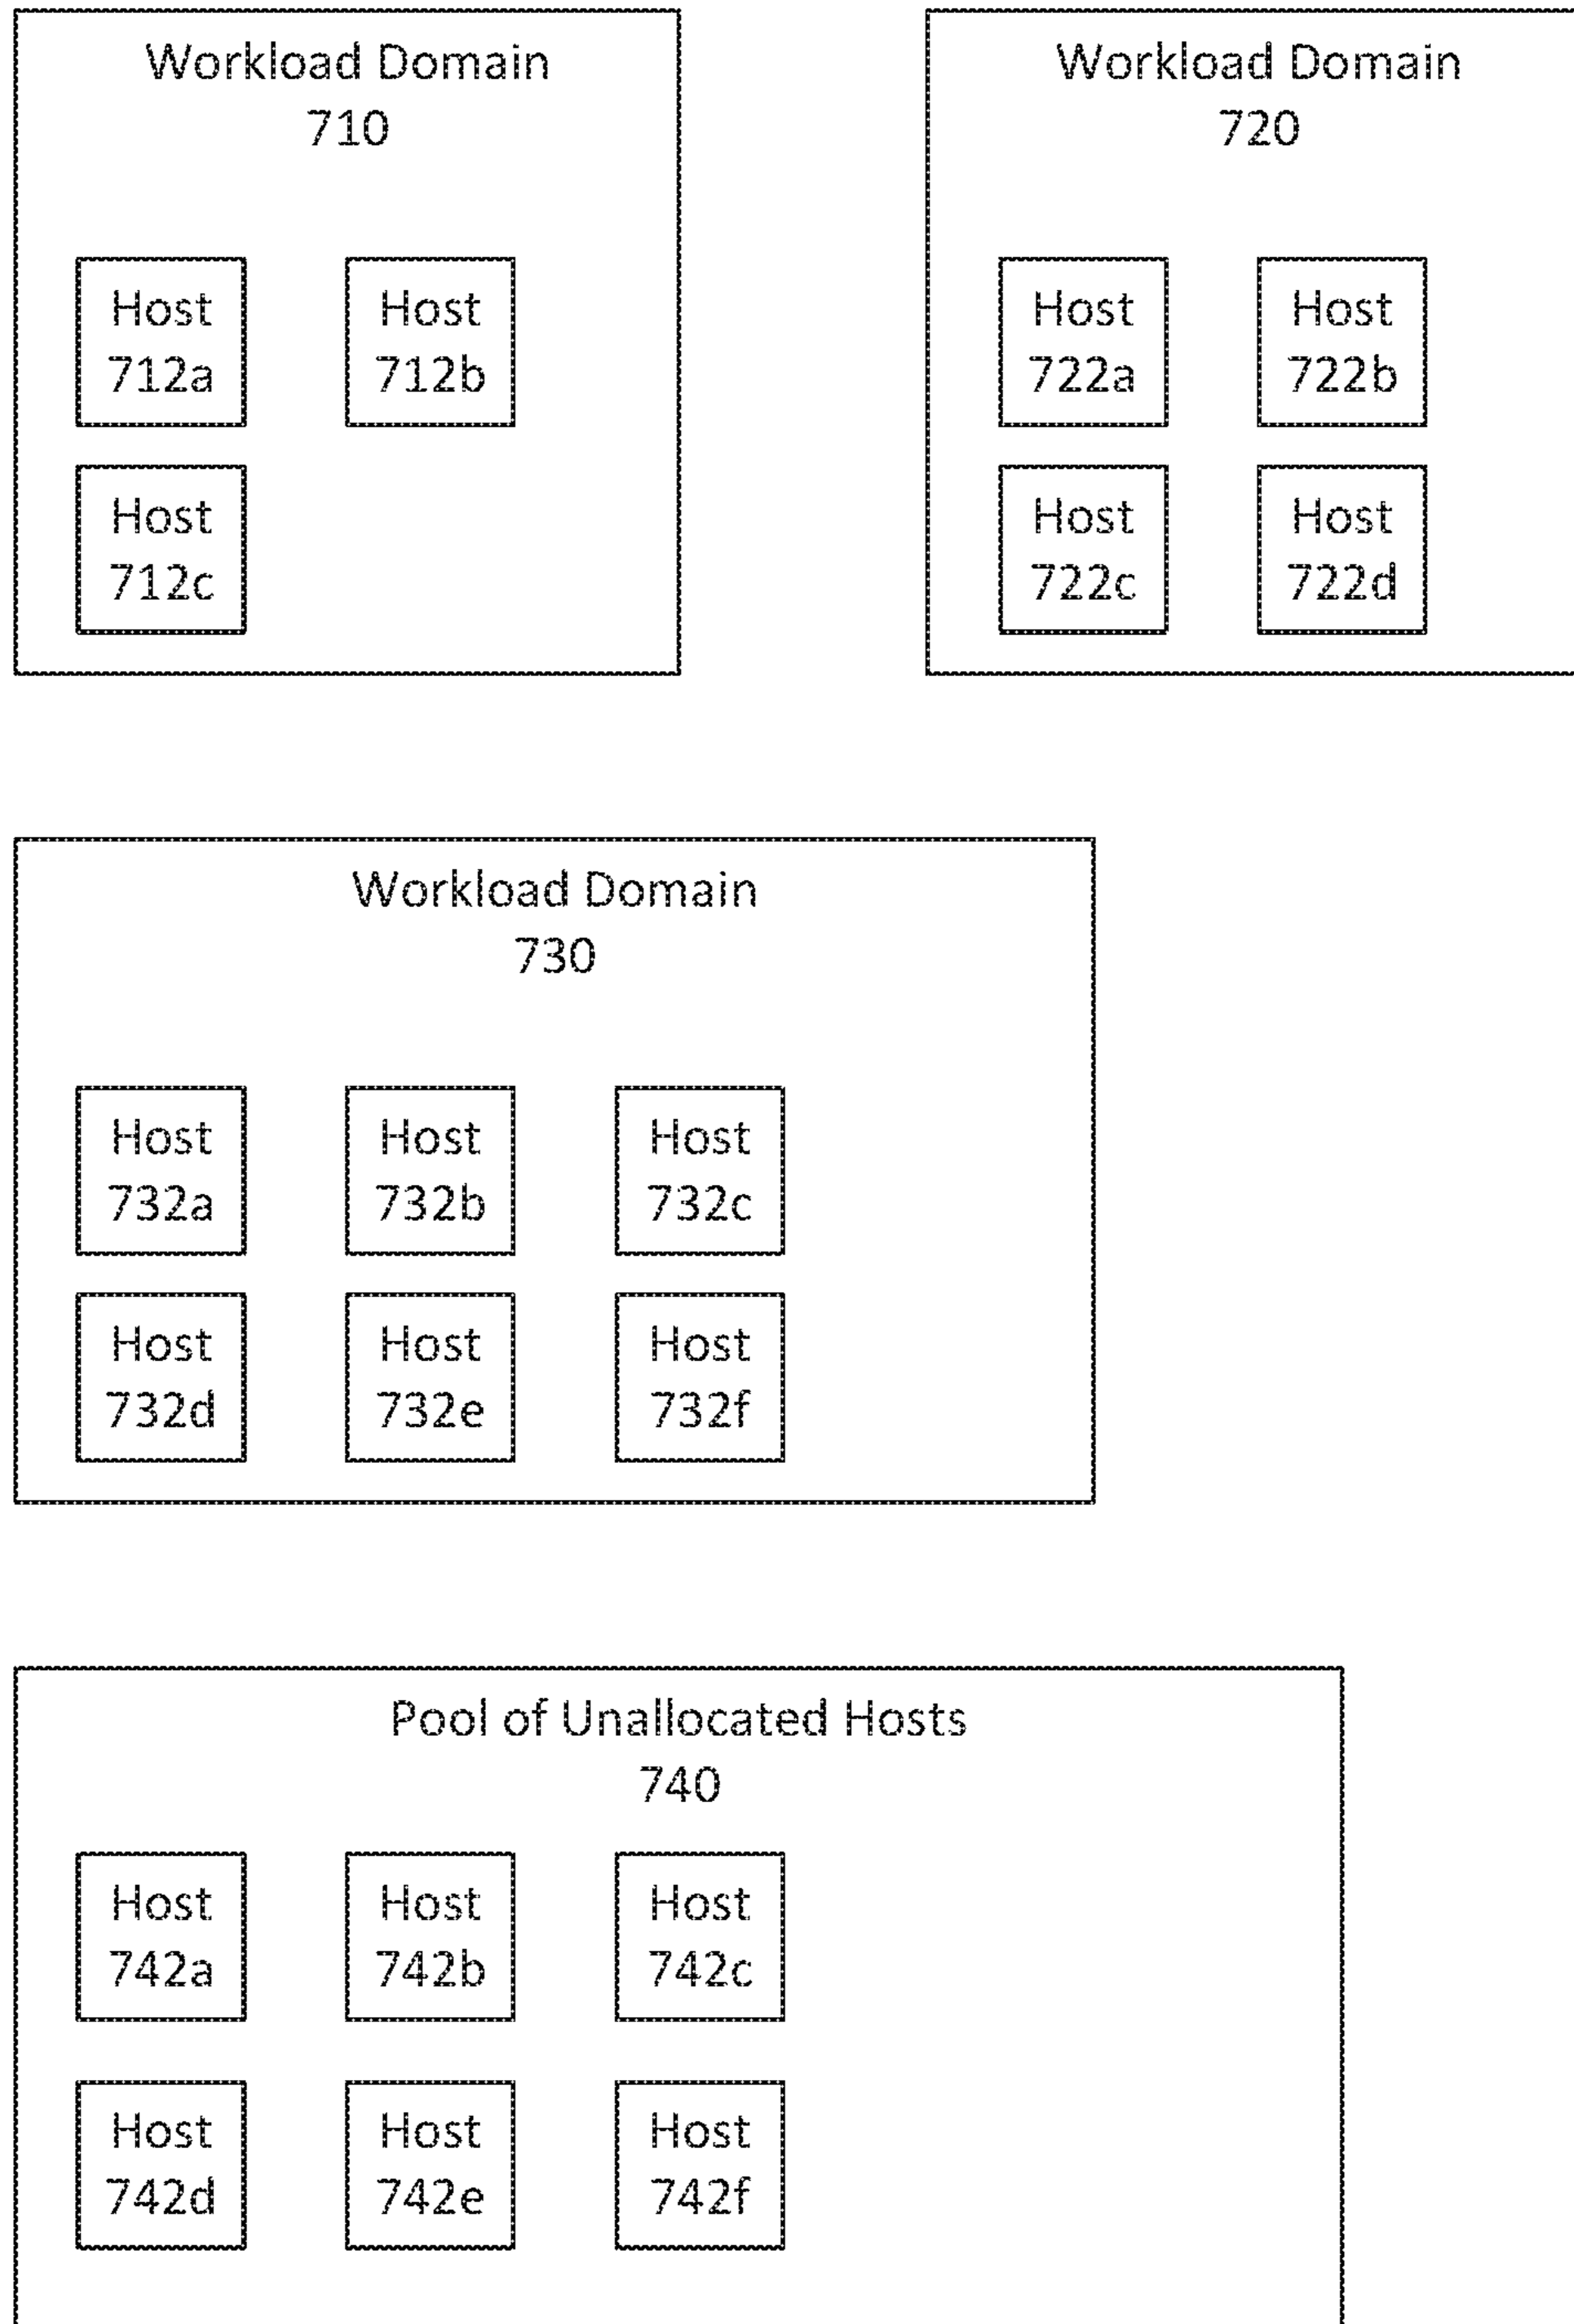 Workload Domain
710
Host
712a
Host
712b
Host
712c
Workload Domain
720
Host
722a
Host
722b
Host
722c
Host
722d
Workload Domain
730
Host
732a
Host
732b
Host
732c
Host
732d
Host
732e
Host
732f
Pool of Unallocated Hosts
740
Host
742a
Host
742b
Host
742c
Host
742d
Host
742e
Host
742f